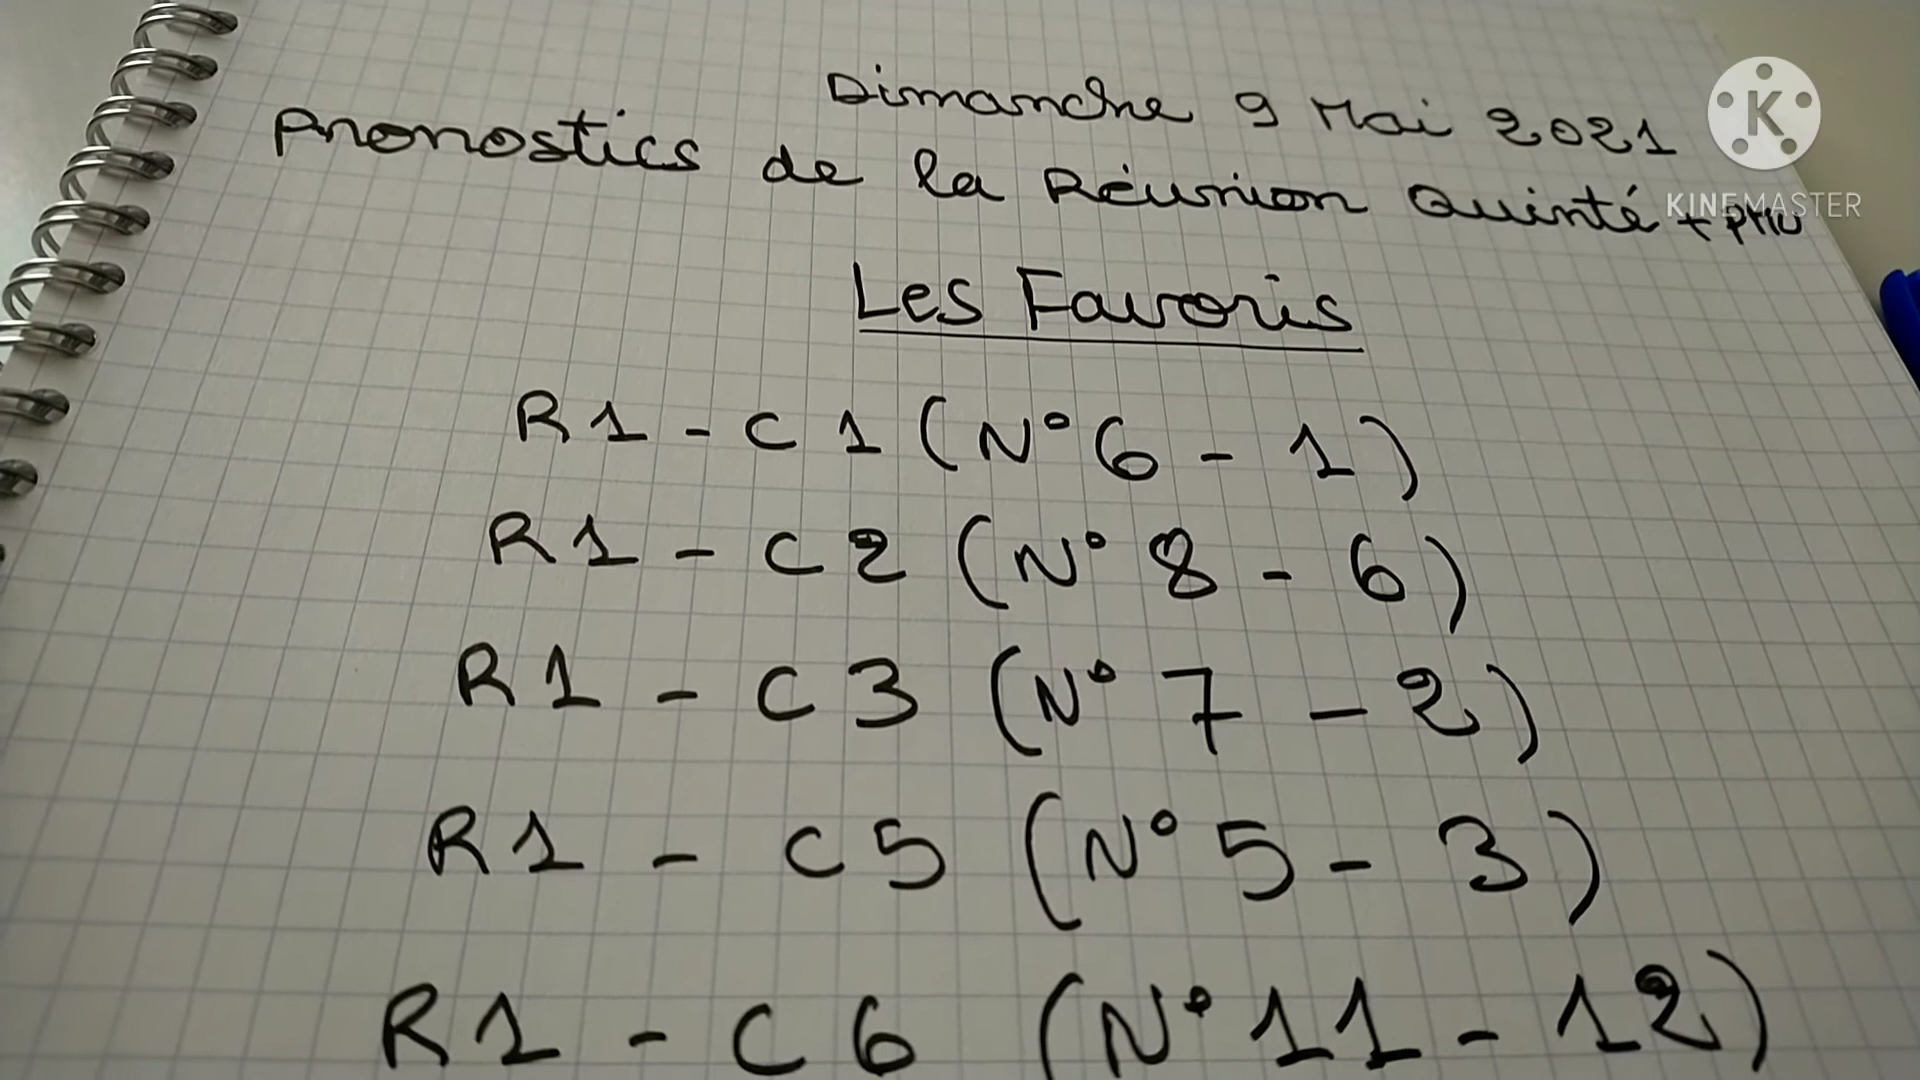 Dimanche 9 Mai 2021
Pronostics de la Réunion Quinté + PMU
Les Favoris
R1 - C1 (N° 6 - 1)
R1 - C2 (N° 8 - 6)
R1 - C3 (N° 7 - 2)
R1 - C5 (N° 5 - 3)
R1 - C6 (N° 11 - 12)
K
KINEMASTER